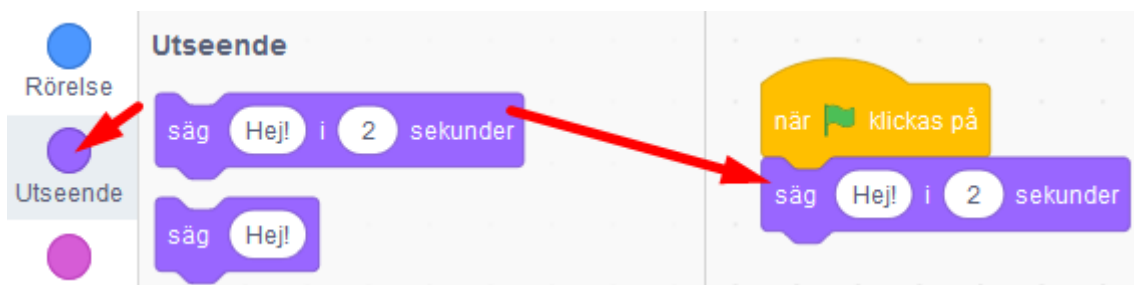 Rörelse
Utseende
Utseende
säg Hej! i 2 sekunder
säg Hej!
när klickas på
säg Hej! i 2 sekunder